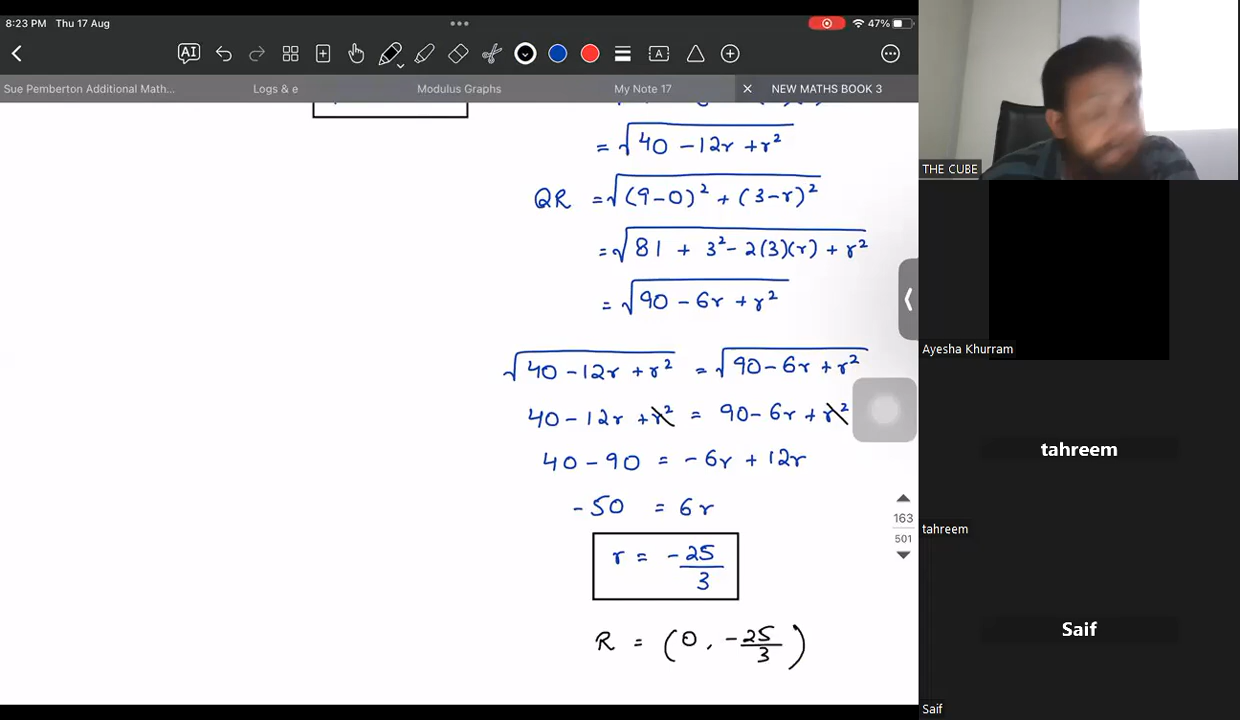 8:23 PM Thu 17 Aug
47%
AI
A
Sue Pemberton Additional Math...
Logs & e
Modulus Graphs
My Note 17
× NEW MATHS BOOK 3
= √40 - 12r + r²
QR = √(9-0)² + (3-r)²
= √81 + 3² - 2(3)(r) + r²
= √90 - 6r + r²
√40 - 12r + r² = √90 - 6r + r²
40 - 12r + r² = 90 - 6r + r²
40 - 90 = -6r + 12r
-50 = 6r
r = -25/3
R = (0, -25/3)
163
501
THE CUBE
Ayesha Khurram
tahreem
tahreem
Saif
Saif